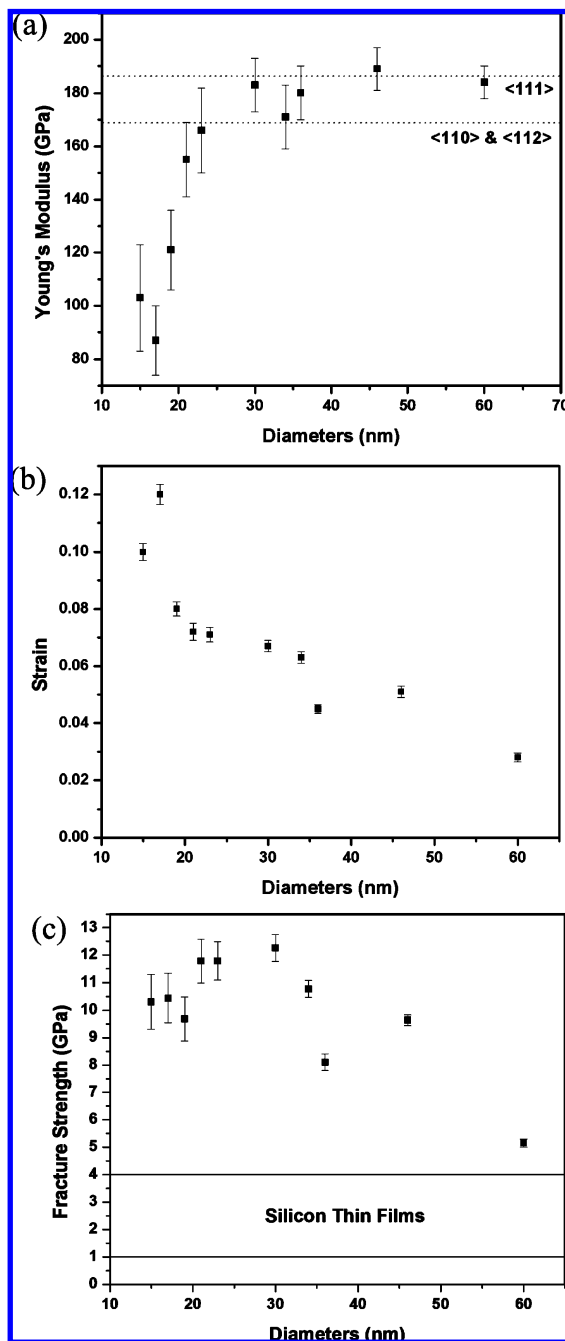 (a)
200
180
160
140
120
100
80
Young's Modulus (GPa)
<111>
<110> & <112>
10 20 30 40 50 60 70
Diameters (nm)
(b)
0.12
0.10
0.08
0.06
0.04
0.02
0.00
Strain
10 20 30 40 50 60
Diameters (nm)
(c)
13
12
11
10
9
8
7
6
5
4
3
2
1
0
Fracture Strength (GPa)
Silicon Thin Films
10 20 30 40 50 60
Diameters (nm)